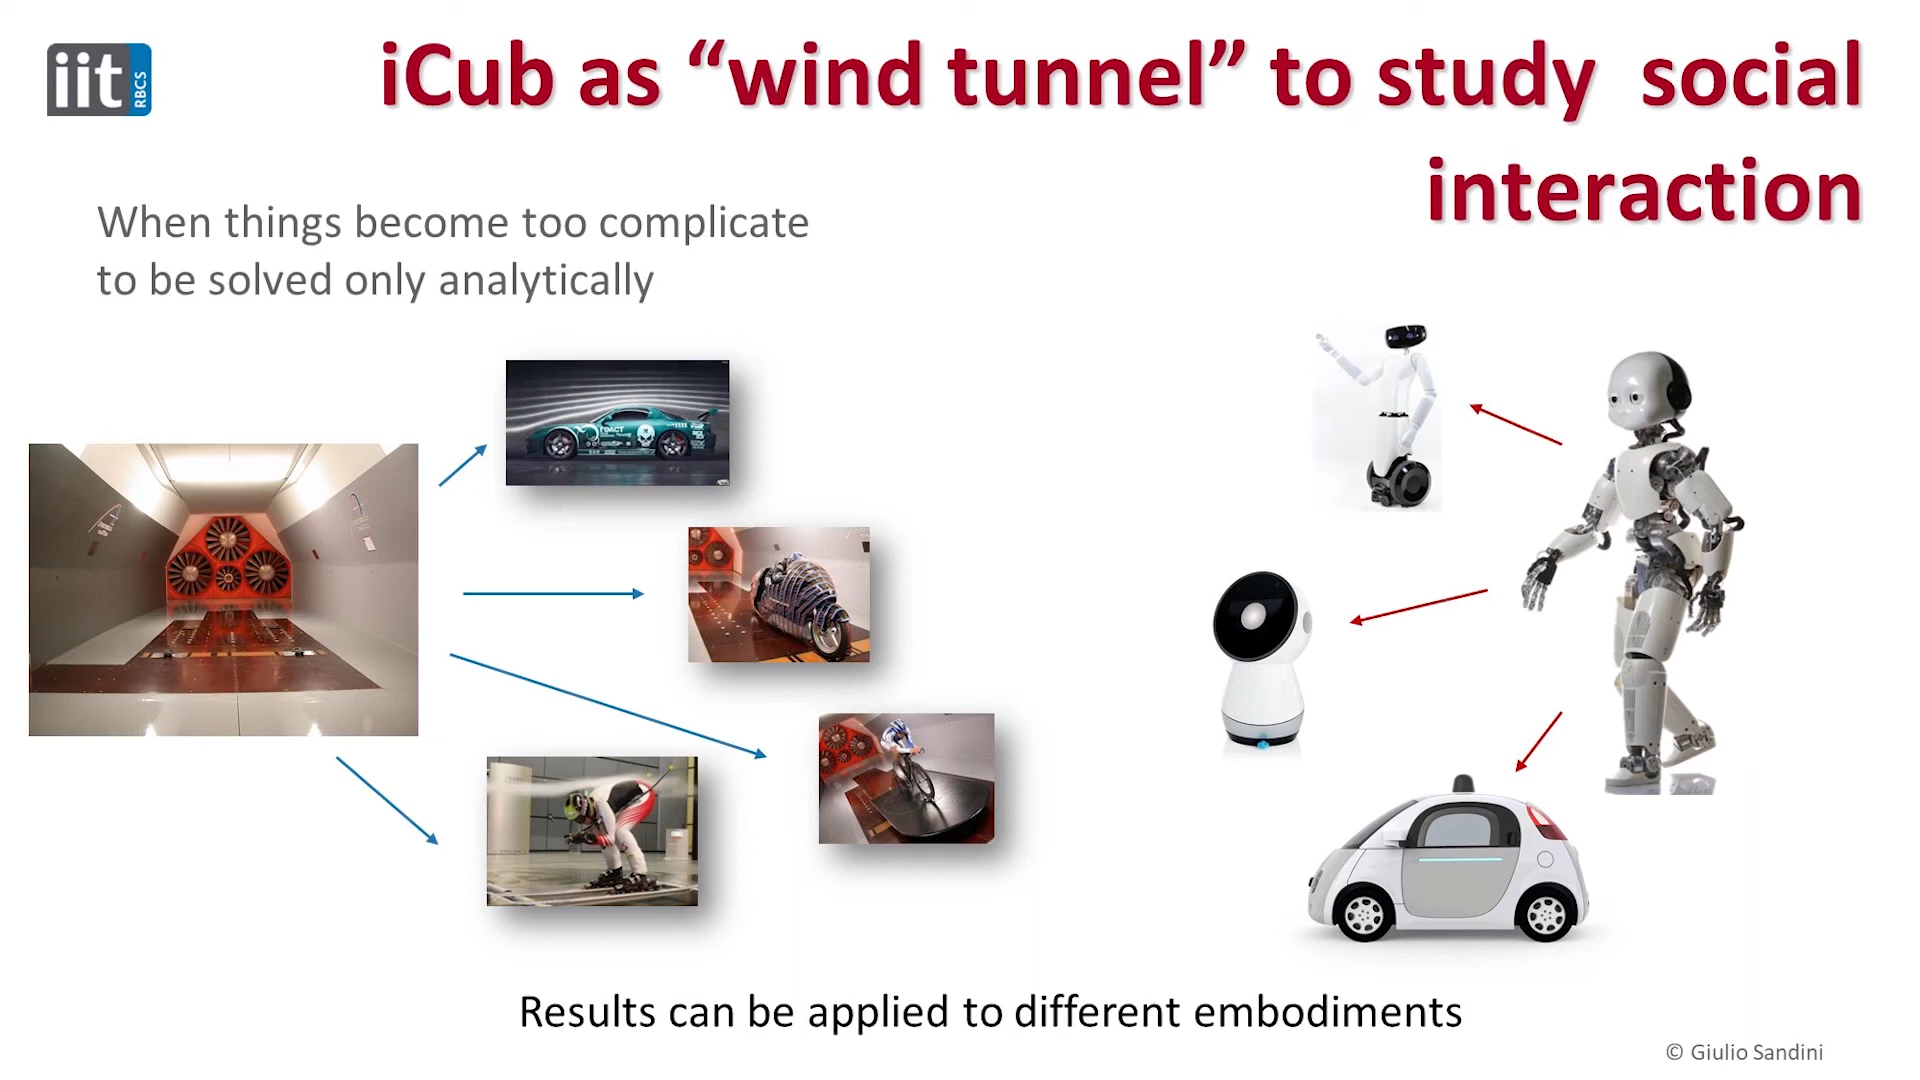 iit
RBCS
iCub as “wind tunnel” to study social
interaction
When things become too complicate
to be solved only analytically
Results can be applied to different embodiments
© Giulio Sandini